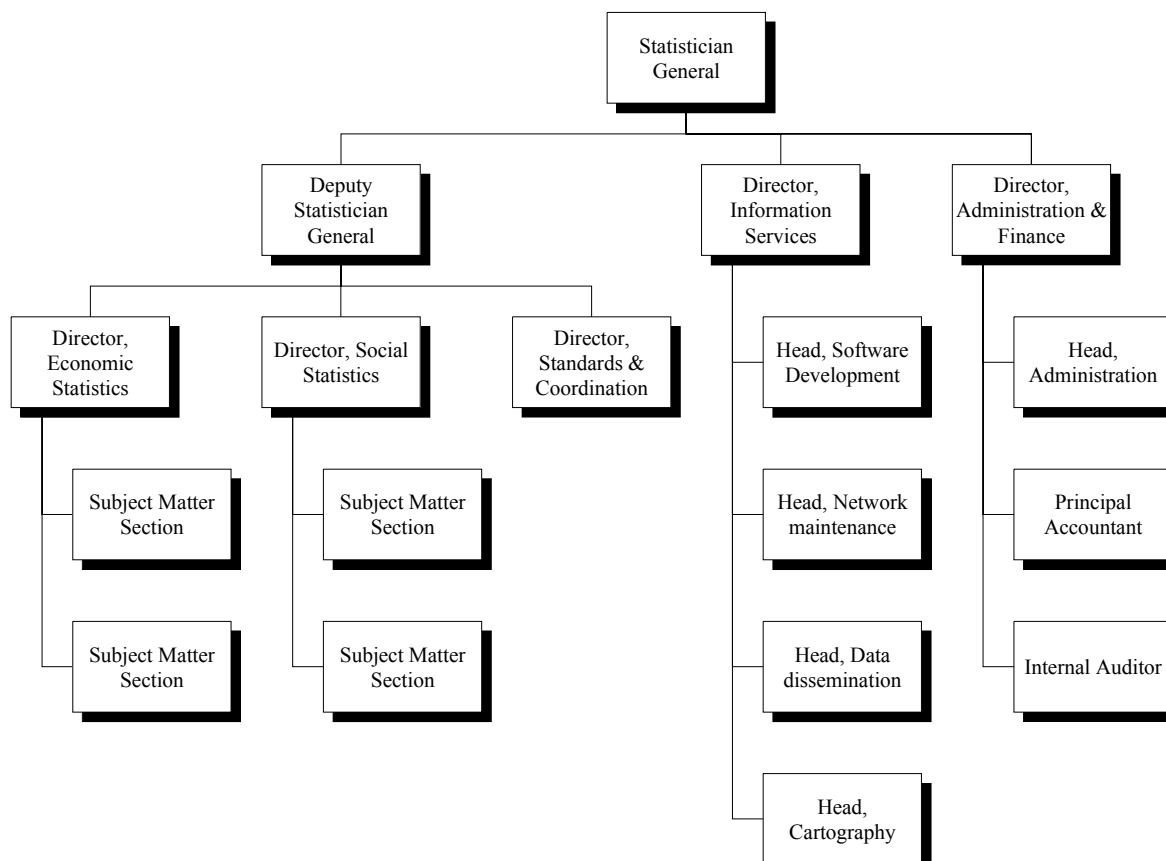 Statistician
General
Deputy
Statistician
General
Director,
Information
Services
Director,
Administration &
Finance
Director,
Economic
Statistics
Director, Social
Statistics
Director,
Standards &
Coordination
Head, Software
Development
Head,
Administration
Subject Matter
Section
Subject Matter
Section
Head, Network
maintenance
Principal
Accountant
Subject Matter
Section
Subject Matter
Section
Head, Data
dissemination
Internal Auditor
Head,
Cartography